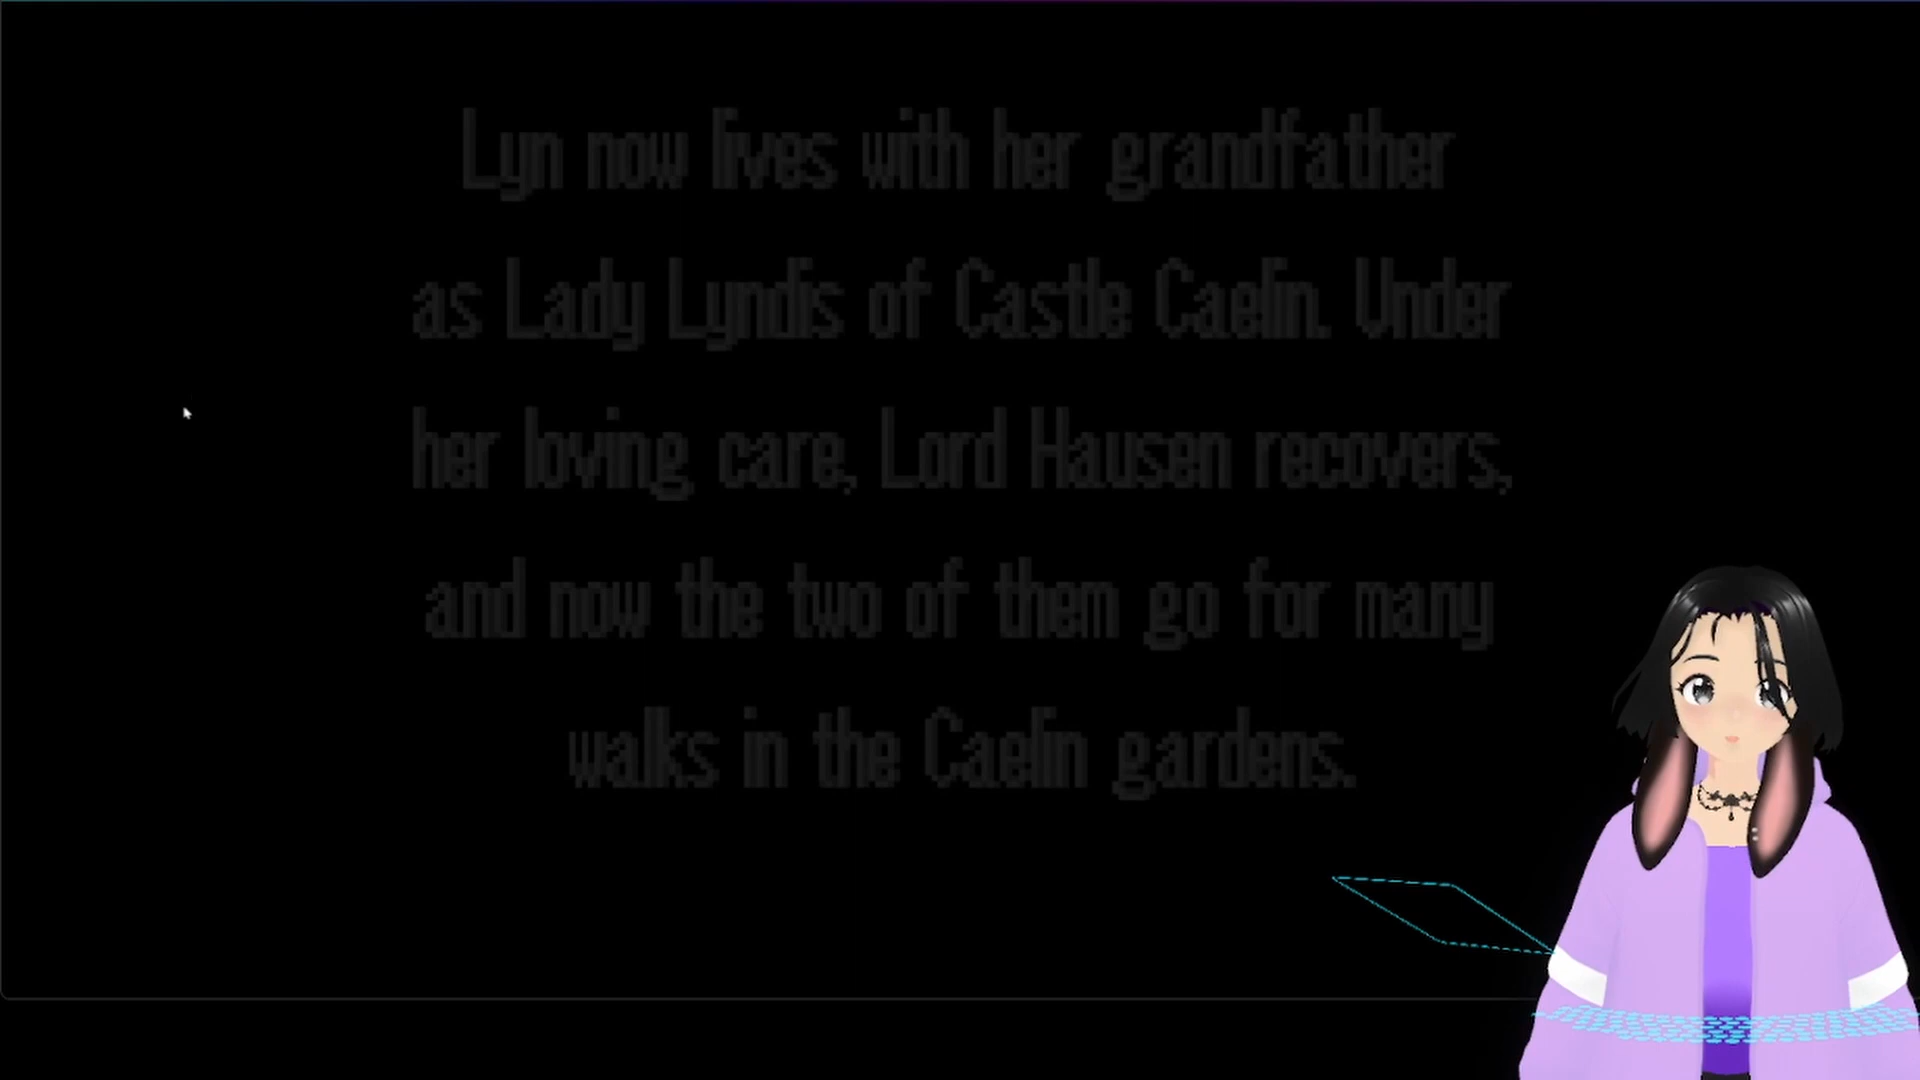 Lyn now lives with her grandfather
as Lady Lyndis of Castle Caelin. Under
her loving care, Lord Hausen recovers,
and now the two of them go for many
walks in the Caelin gardens.